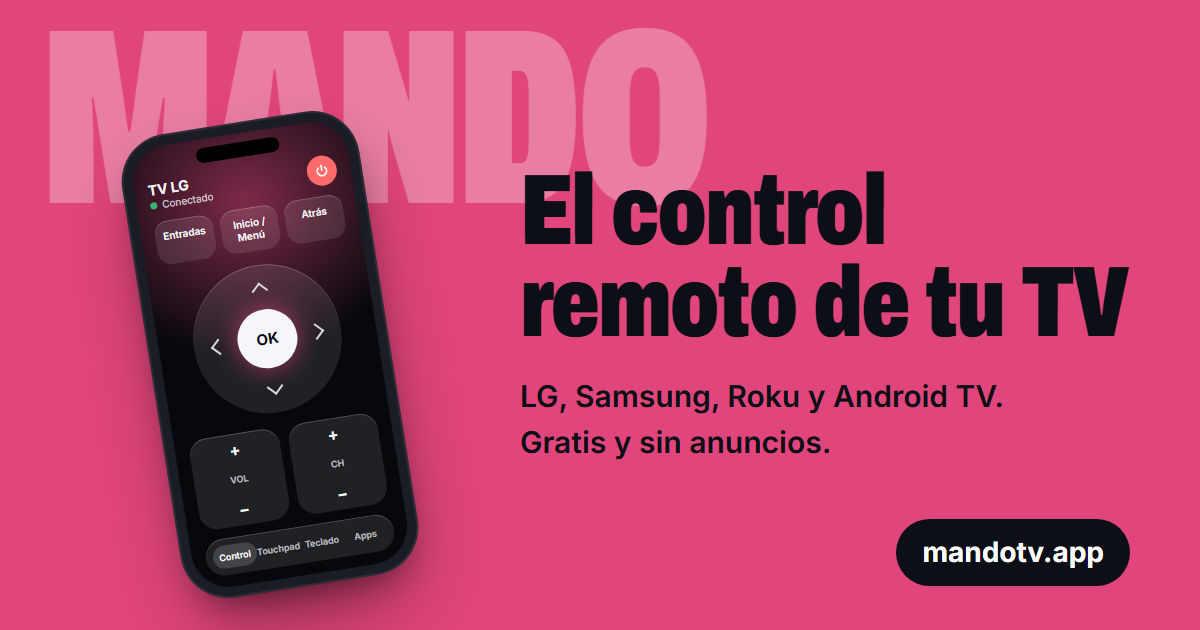 MANDO
TV LG
Conectado
Entradas
Inicio /
Menú
Atrás
OK
+
VOL
−
+
CH
−
Control Touchpad Teclado Apps
El control
remoto de tu TV
LG, Samsung, Roku y Android TV.
Gratis y sin anuncios.
mandotv.app